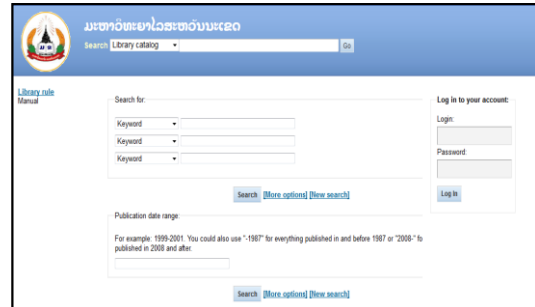 ມະຫາວິທະຍາໄລສະຫວັນນະເຂດ
Search Library catalog Go
Library rule
Manual
Search for:
Keyword
Keyword
Keyword
Search [More options] [New search]
Publication date range:
For example: 1999-2001. You could also use "-1987" for everything published in and before 1987 or "2008-" fo
published in 2008 and after.
Search [More options] [New search]
Log in to your account:
Login:
Password:
Log In